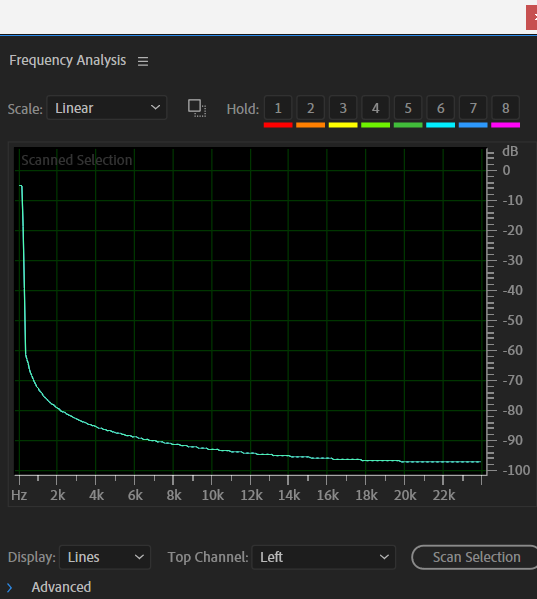 Frequency Analysis
Scale: Linear Hold: 1 2 3 4 5 6 7 8
Scanned Selection
dB
0
-10
-20
-30
-40
-50
-60
-70
-80
-90
-100
Hz 2k 4k 6k 8k 10k 12k 14k 16k 18k 20k 22k
Display: Lines Top Channel: Left Scan Selection
Advanced